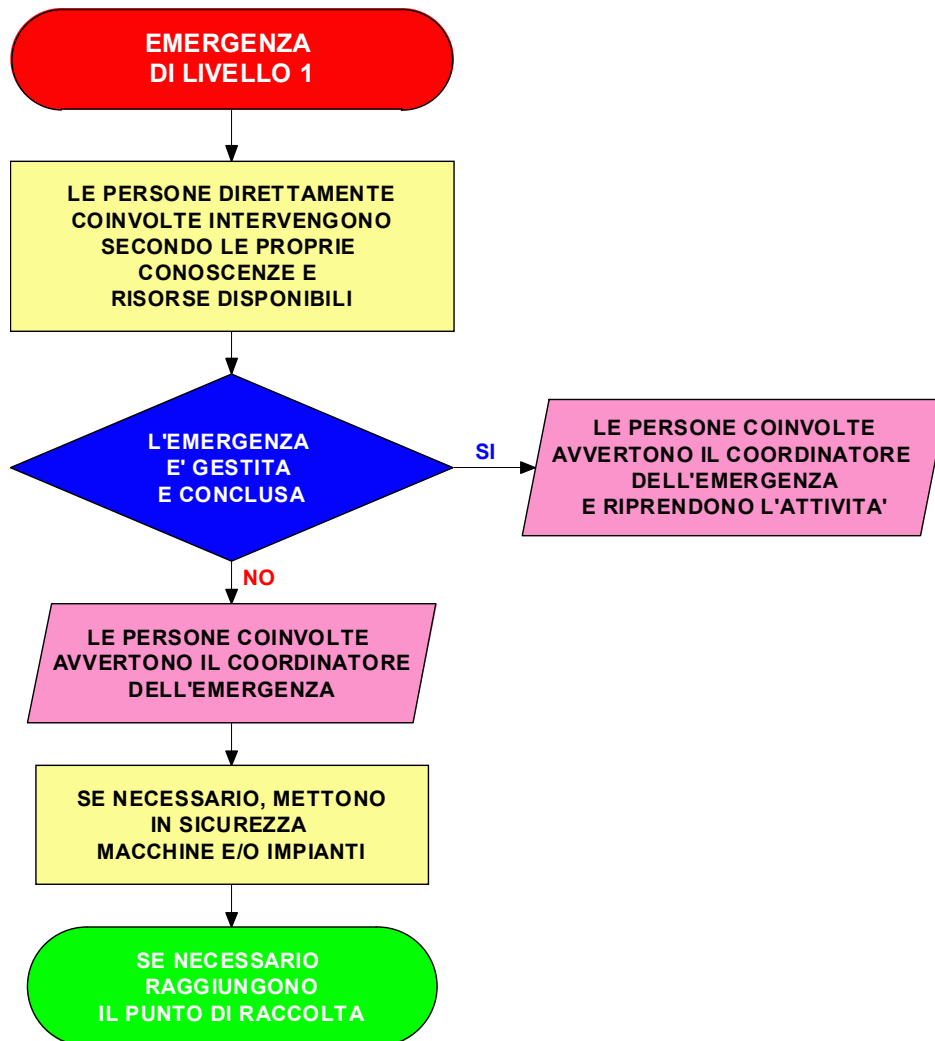 EMERGENZA
DI LIVELLO 1
LE PERSONE DIRETTAMENTE
COINVOLTE INTERVENGONO
SECONDO LE PROPRIE
CONOSCENZE E
RISORSE DISPONIBILI
L'EMERGENZA
E' GESTITA
E CONCLUSA
SI
LE PERSONE COINVOLTE
AVVERTONO IL COORDINATORE
DELL'EMERGENZA
E RIPRENDONO L'ATTIVITA'
NO
LE PERSONE COINVOLTE
AVVERTONO IL COORDINATORE
DELL'EMERGENZA
SE NECESSARIO, METTONO
IN SICUREZZA
MACCHINE E/O IMPIANTI
SE NECESSARIO
RAGGIUNGONO
IL PUNTO DI RACCOLTA